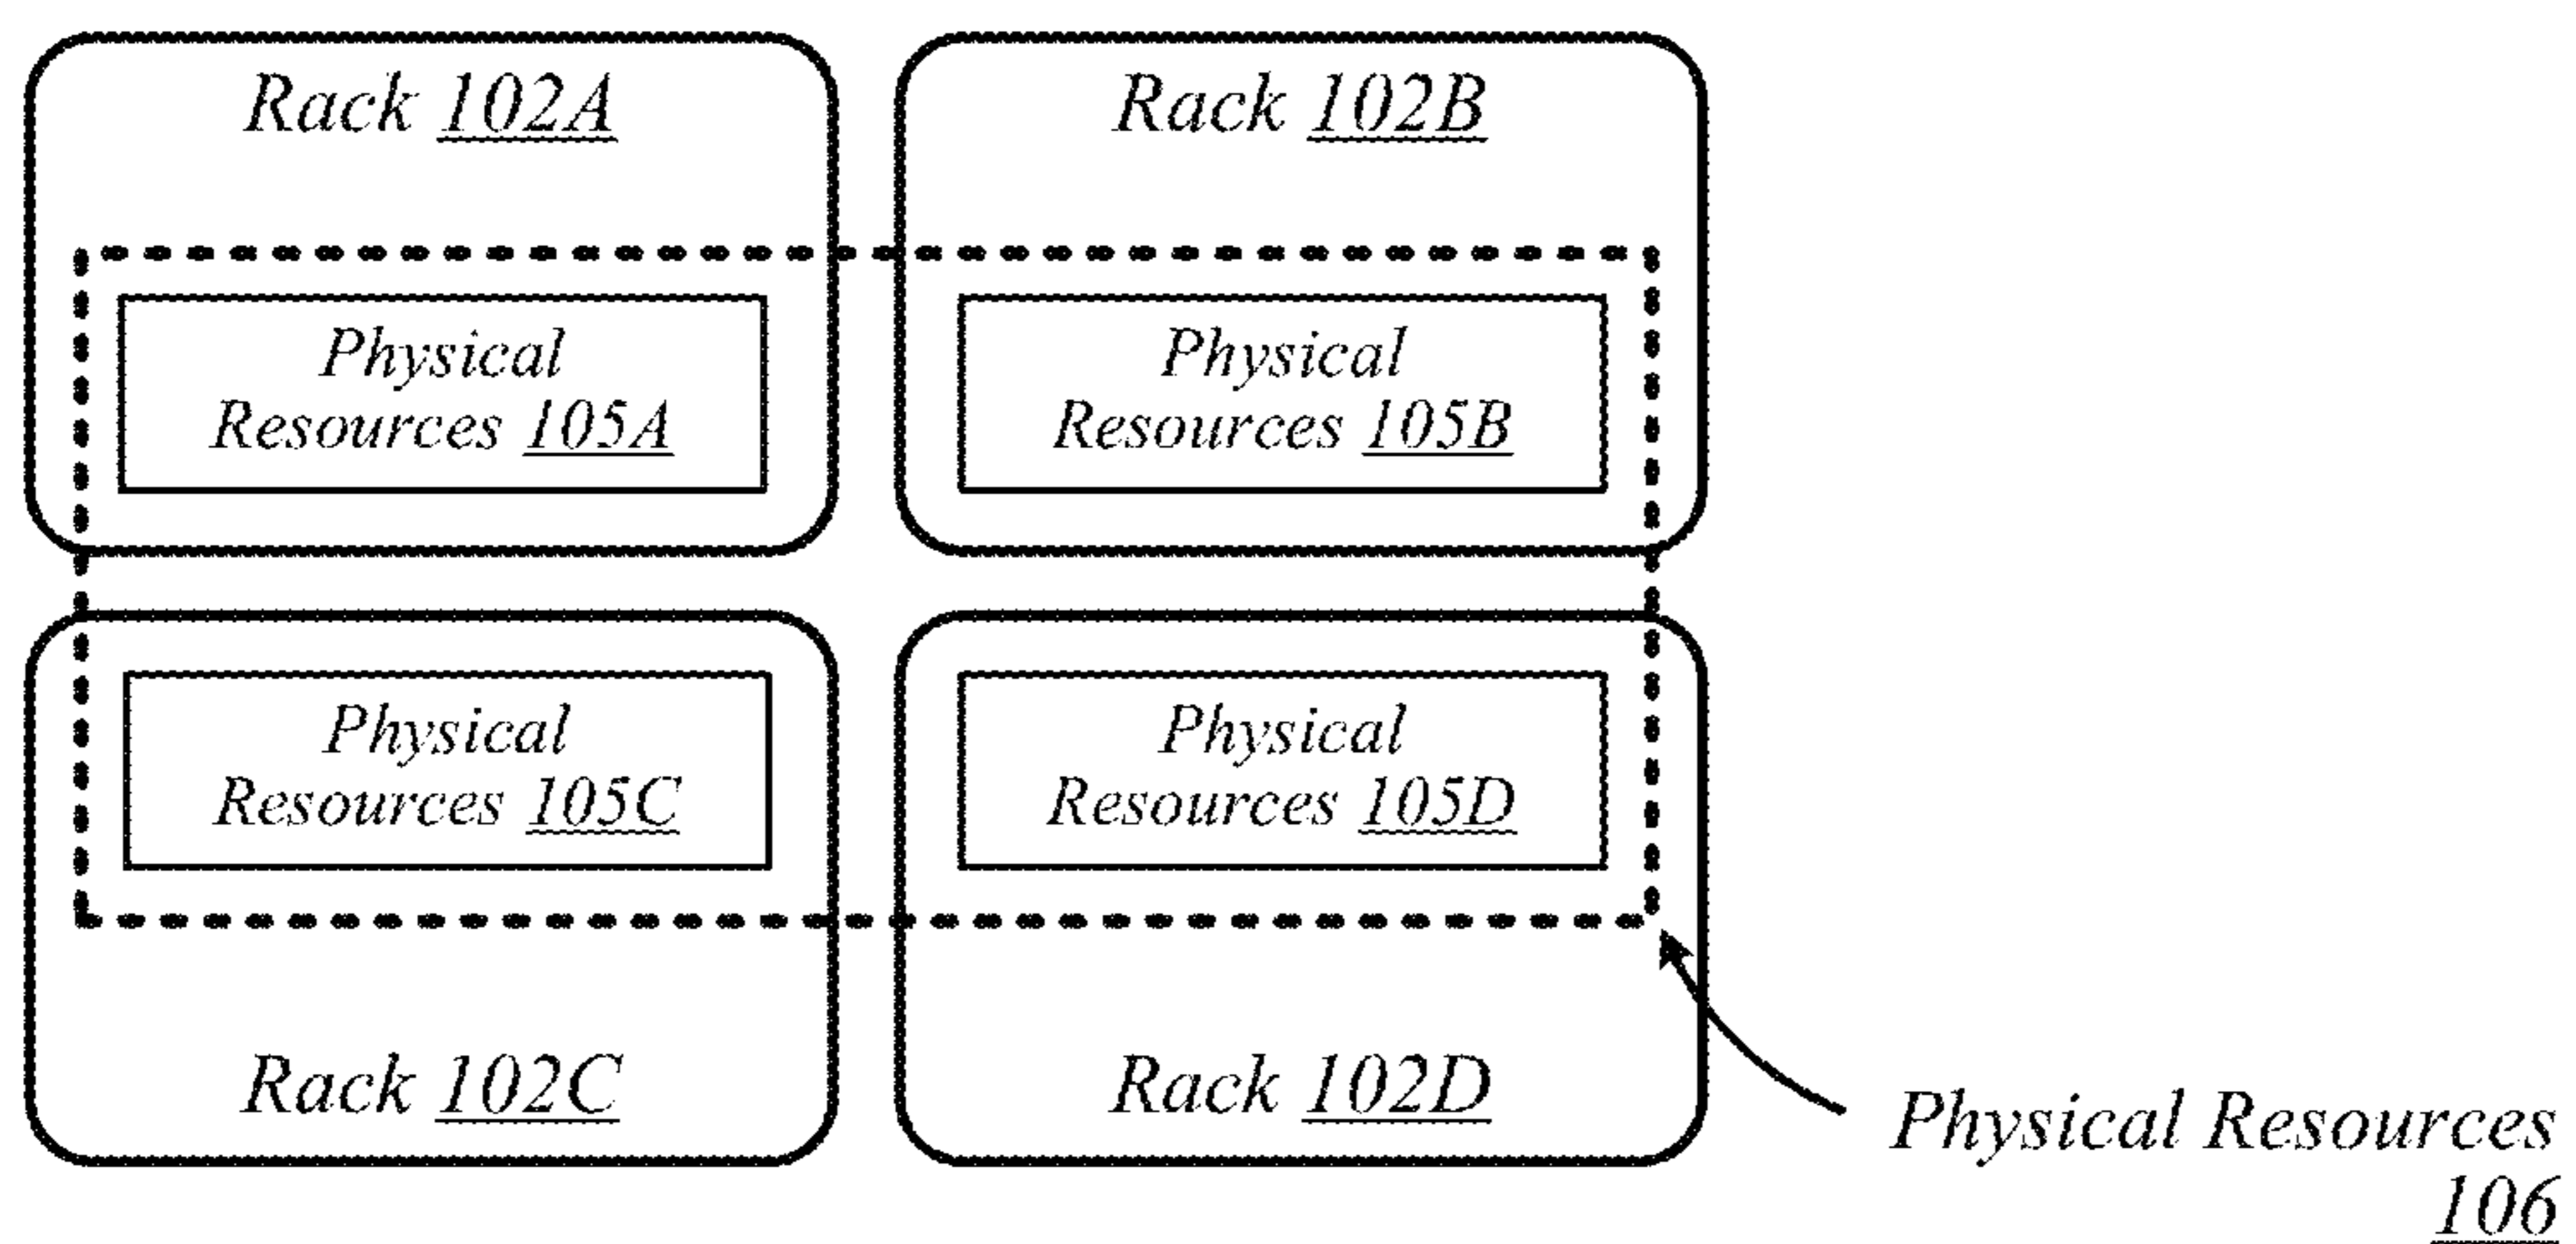 Rack 102A
Rack 102B
Physical
Resources 105A
Physical
Resources 105B
Physical
Resources 105C
Physical
Resources 105D
Rack 102C
Rack 102D
Physical Resources
106